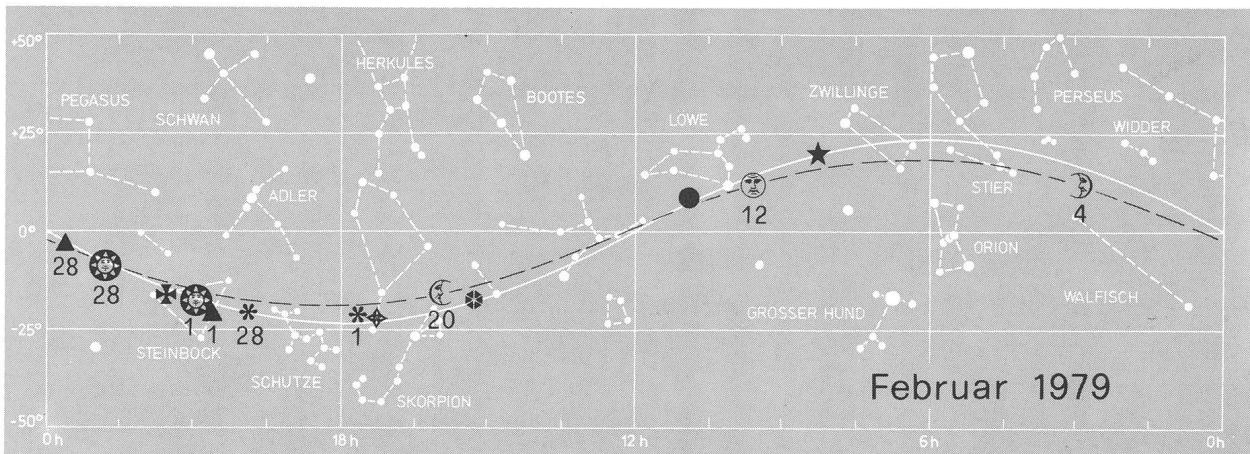 +50°
HERKULES
ZWILLINGE
PEGASUS
SCHWAN
BOOTES
PERSEUS
LÖWE
WIDDER
+25°
ADLER
STIER
12
4
0°
ORION
28
28
20
WALFISCH
GROSSER HUND
1
1
28
1
-25°
STEINBOCK
SCHÜTZE
SKORPION
Februar 1979
-50°
0h
18h
12h
6h
0h